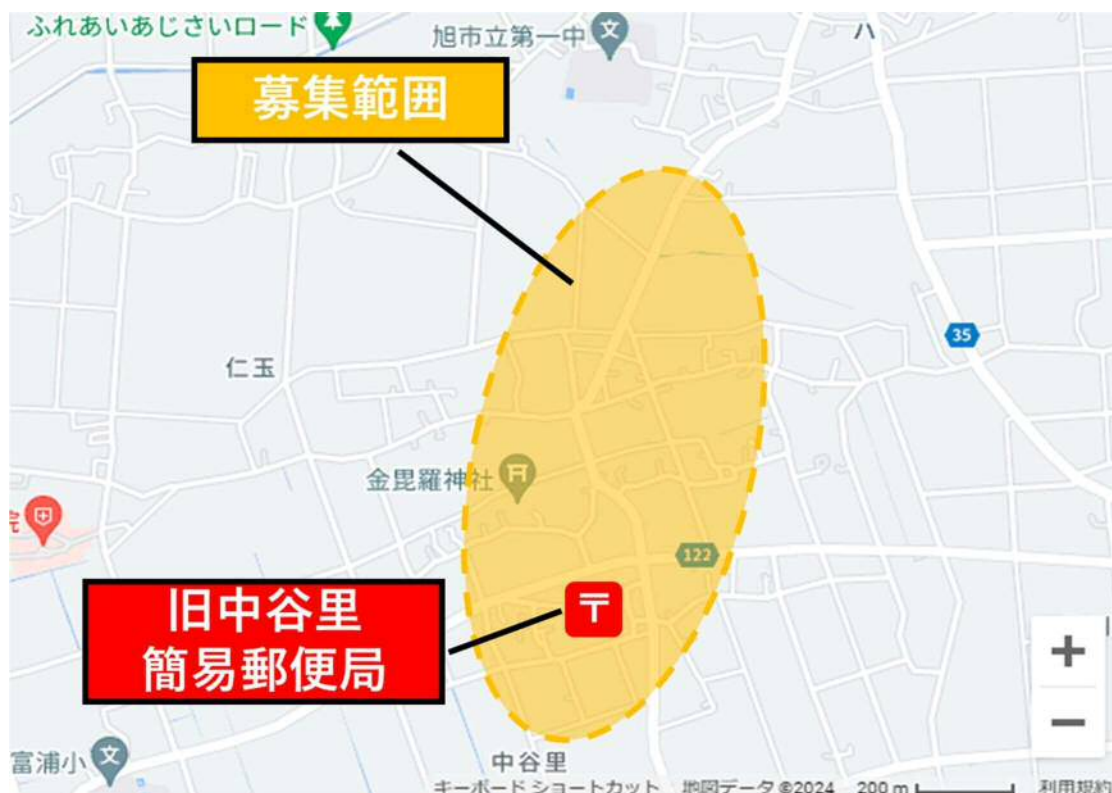 ふれあいあじさいロード
旭市立第一中
文
ハ
募集範囲
35
仁玉
金毘羅神社
院
122
〒
旧中谷里
簡易郵便局
+
−
富浦小
文
中谷里
キーボード ショートカット
地図データ ©2024
200 m
利用規約